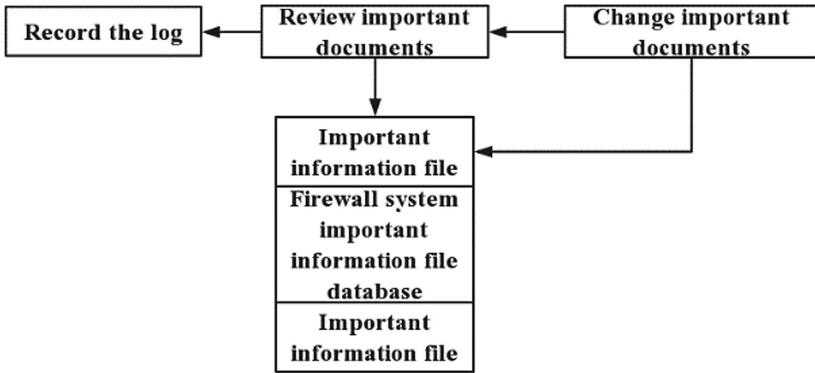 Record the log
Review important
documents
Change important
documents
Important
information file
Firewall system
important
information file
database
Important
information file